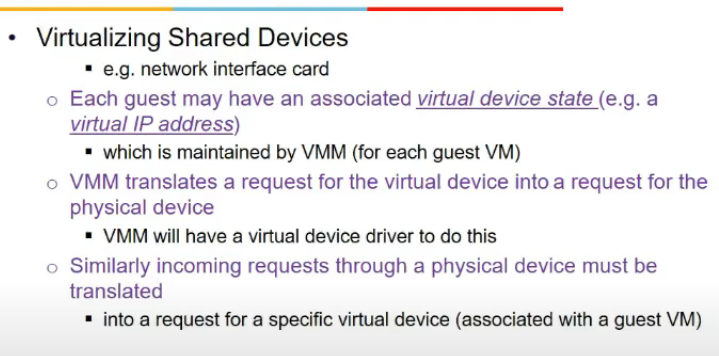 • Virtualizing Shared Devices
▪ e.g. network interface card
o Each guest may have an associated virtual device state (e.g. a
virtual IP address)
▪ which is maintained by VMM (for each guest VM)
o VMM translates a request for the virtual device into a request for the
physical device
▪ VMM will have a virtual device driver to do this
o Similarly incoming requests through a physical device must be
translated
▪ into a request for a specific virtual device (associated with a guest VM)